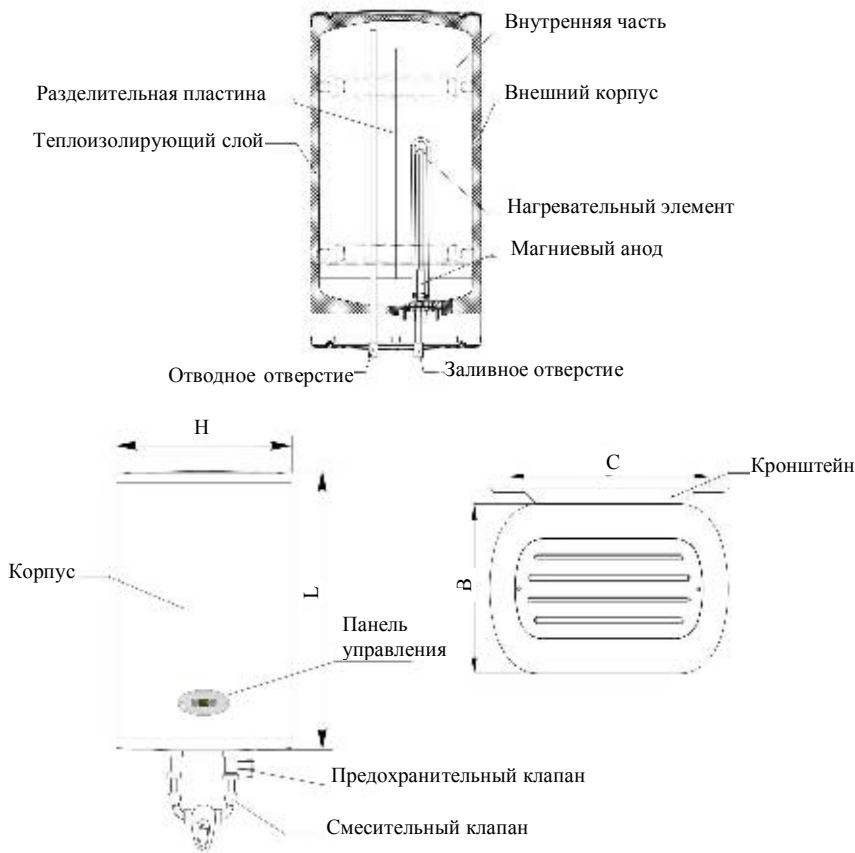 Внутренняя часть
Разделительная пластина
Внешний корпус
Теплоизолирующий слой
Нагревательный элемент
Магниевый анод
Отводное отверстие
Заливное отверстие
H
C
Кронштейн
Корпус
L
B
Панель
управления
Предохранительный клапан
Смесительный клапан